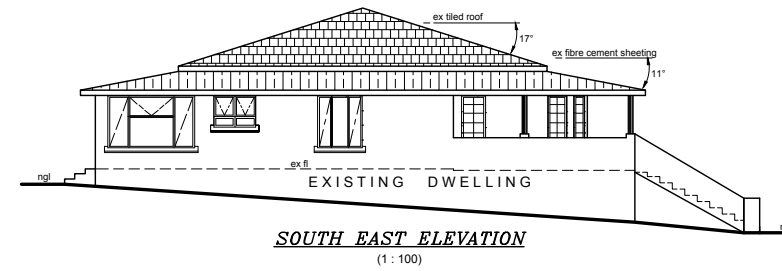 ex tiled roof
17°
ex fibre cement sheeting
11°
ngl
ex fl
EXISTING DWELLING
SOUTH EAST ELEVATION
(1 : 100)